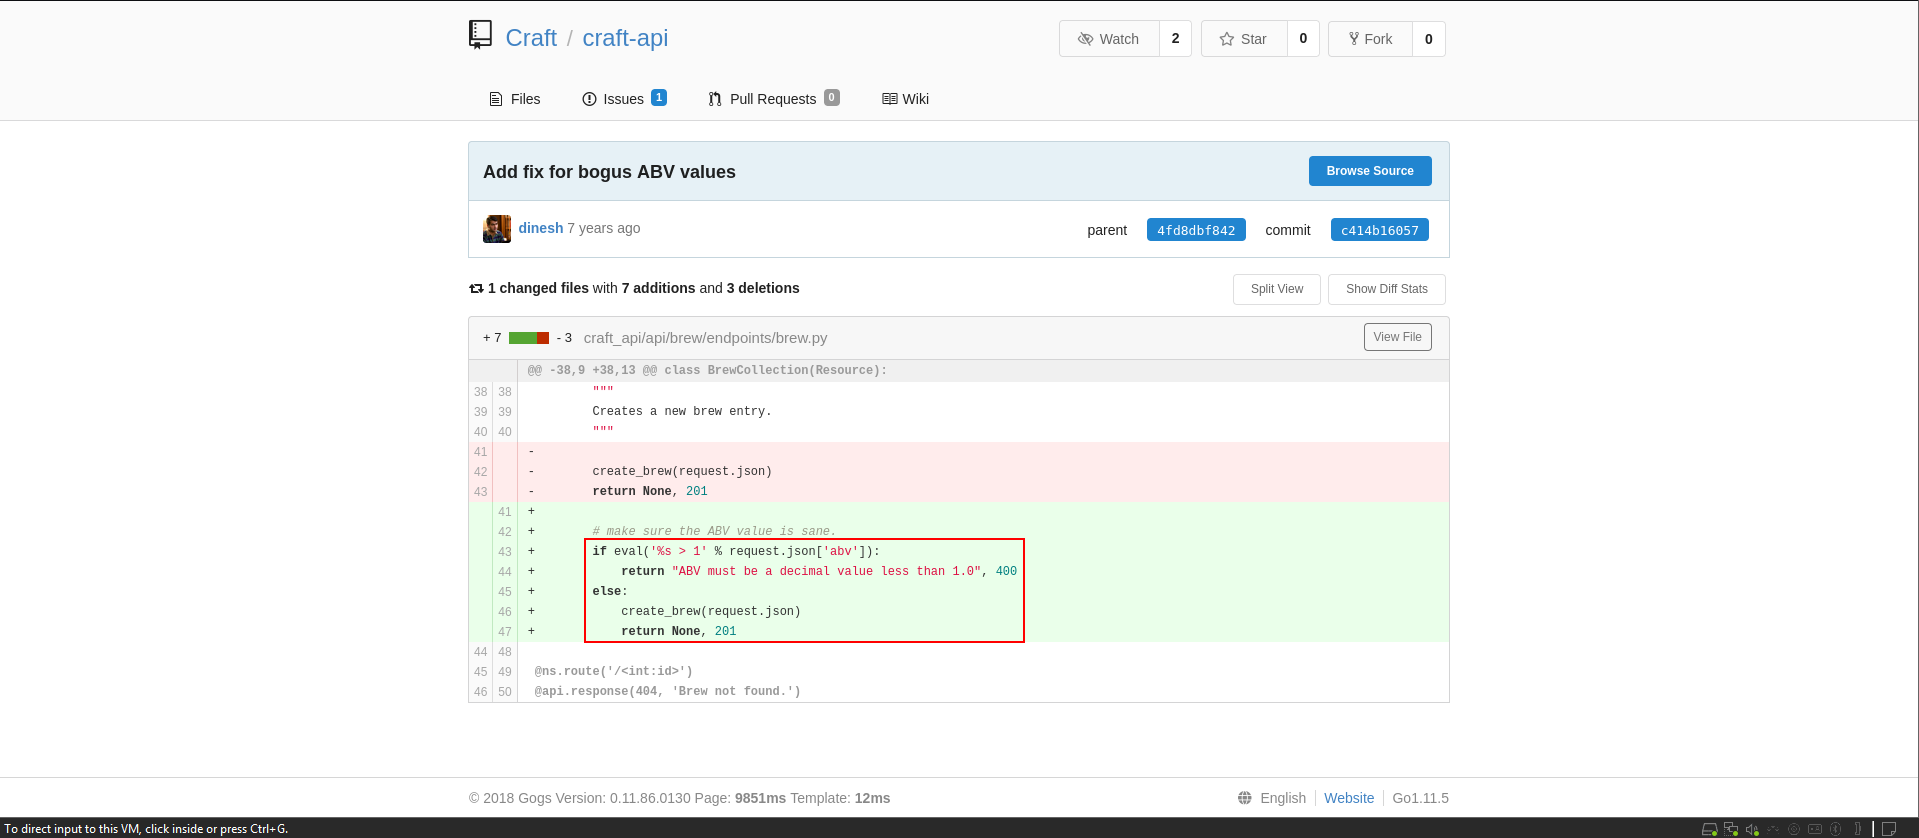 Craft / craft-api
Watch 2 Star 0 Fork 0
Files Issues 1 Pull Requests 0 Wiki
Add fix for bogus ABV values
Browse Source
dinesh 7 years ago
parent 4fd8dbf842 commit c414b16057
1 changed files with 7 additions and 3 deletions
Split View Show Diff Stats
+ 7 - 3 craft_api/api/brew/endpoints/brew.py View File
@@ -38,9 +38,13 @@ class BrewCollection(Resource):
38 38 """
39 39 Creates a new brew entry.
40 40 """
41 -
42 - create_brew(request.json)
43 - return None, 201
41 +
42 + # make sure the ABV value is sane.
43 + if eval('%s > 1' % request.json['abv']):
44 + return "ABV must be a decimal value less than 1.0", 400
45 + else:
46 + create_brew(request.json)
47 + return None, 201
44 48
45 49 @ns.route('/<int:id>')
46 50 @api.response(404, 'Brew not found.')
© 2018 Gogs Version: 0.11.86.0130 Page: 9851ms Template: 12ms
English Website Go1.11.5
To direct input to this VM, click inside or press Ctrl+G.